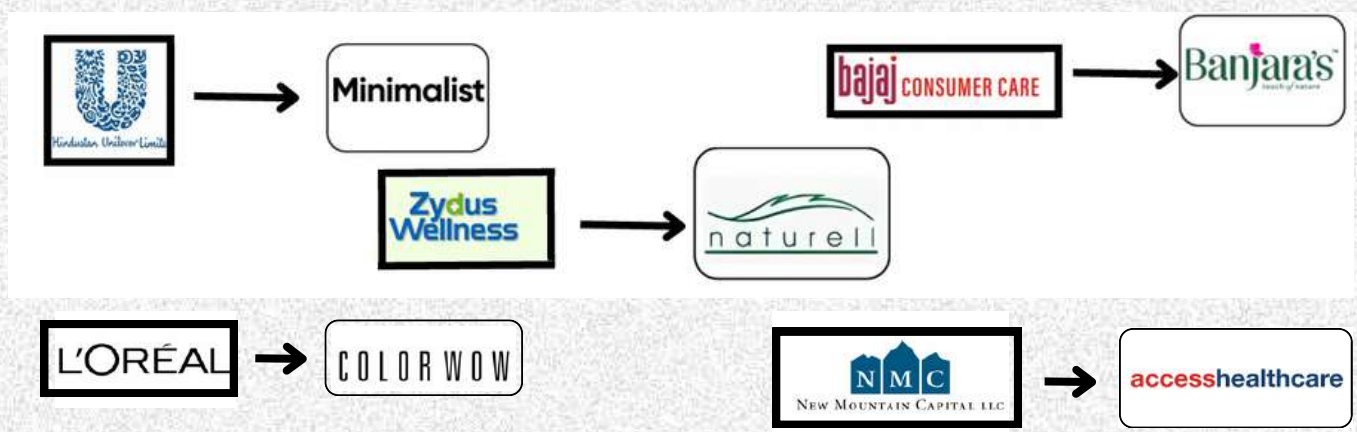 Hindustan Unilever Limited
Minimalist
bajaj CONSUMER CARE
Banjara's™
touch of nature
Zydus
Wellness
naturell
L'ORÉAL
COLOR WOW
NMC
NEW MOUNTAIN CAPITAL LLC
accesshealthcare